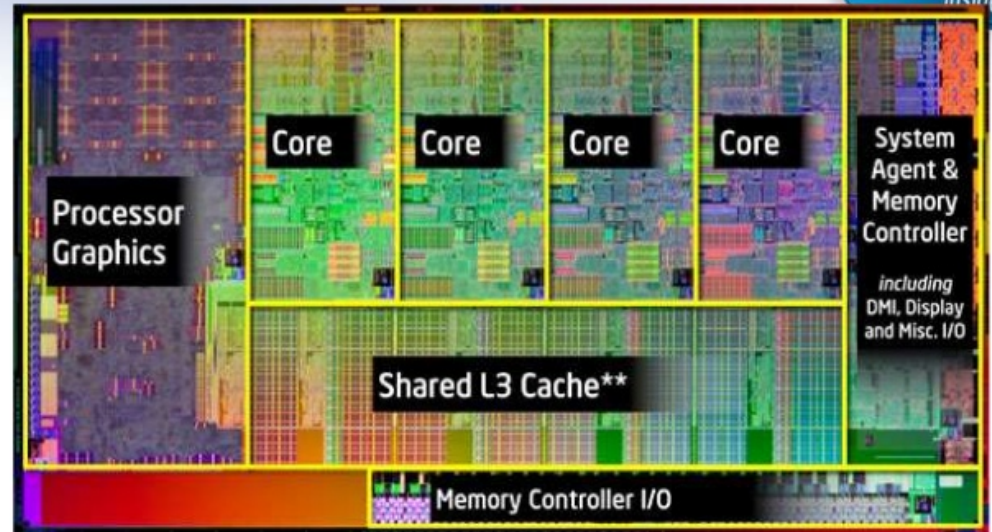 Processor
Graphics
Core
Core
Core
Core
System
Agent &
Memory
Controller
including
DMI, Display
and Misc. I/O
Shared L3 Cache**
Memory Controller I/O